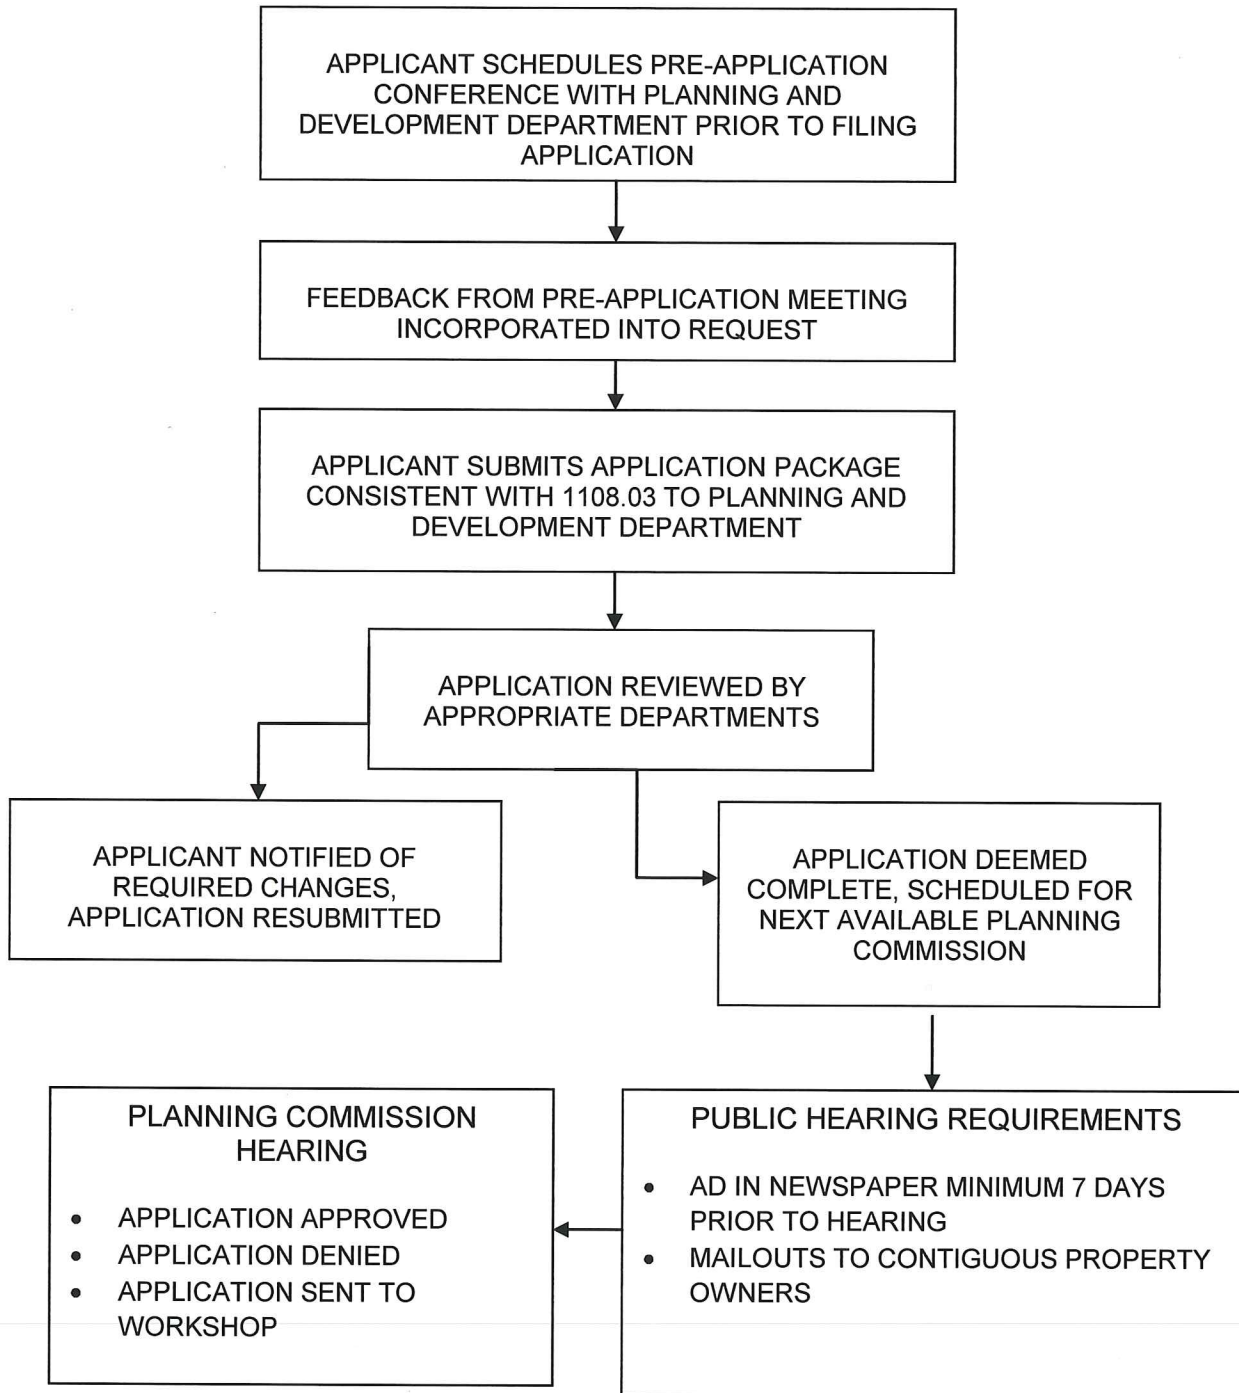 APPLICANT SCHEDULES PRE-APPLICATION
CONFERENCE WITH PLANNING AND
DEVELOPMENT DEPARTMENT PRIOR TO FILING
APPLICATION
FEEDBACK FROM PRE-APPLICATION MEETING
INCORPORATED INTO REQUEST
APPLICANT SUBMITS APPLICATION PACKAGE
CONSISTENT WITH 1108.03 TO PLANNING AND
DEVELOPMENT DEPARTMENT
APPLICATION REVIEWED BY
APPROPRIATE DEPARTMENTS
APPLICANT NOTIFIED OF
REQUIRED CHANGES,
APPLICATION RESUBMITTED
APPLICATION DEEMED
COMPLETE, SCHEDULED FOR
NEXT AVAILABLE PLANNING
COMMISSION
PUBLIC HEARING REQUIREMENTS
• AD IN NEWSPAPER MINIMUM 7 DAYS
PRIOR TO HEARING
• MAILOUTS TO CONTIGUOUS PROPERTY
OWNERS
PLANNING COMMISSION
HEARING
• APPLICATION APPROVED
• APPLICATION DENIED
• APPLICATION SENT TO
WORKSHOP